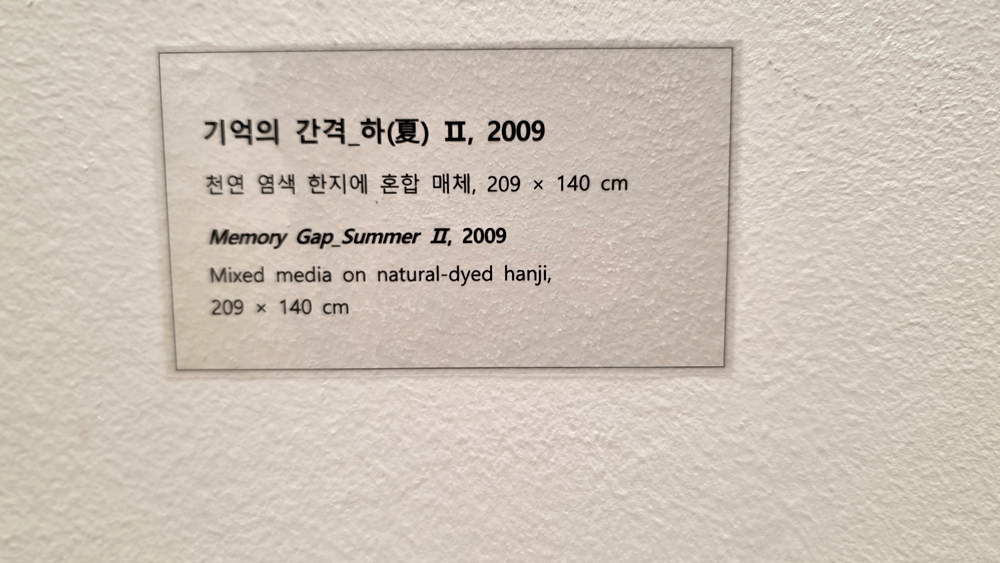 기억의 간격_하(夏) Ⅱ, 2009
천연 염색 한지에 혼합 매체, 209 × 140 cm
Memory Gap_Summer Ⅱ, 2009
Mixed media on natural-dyed hanji,
209 × 140 cm